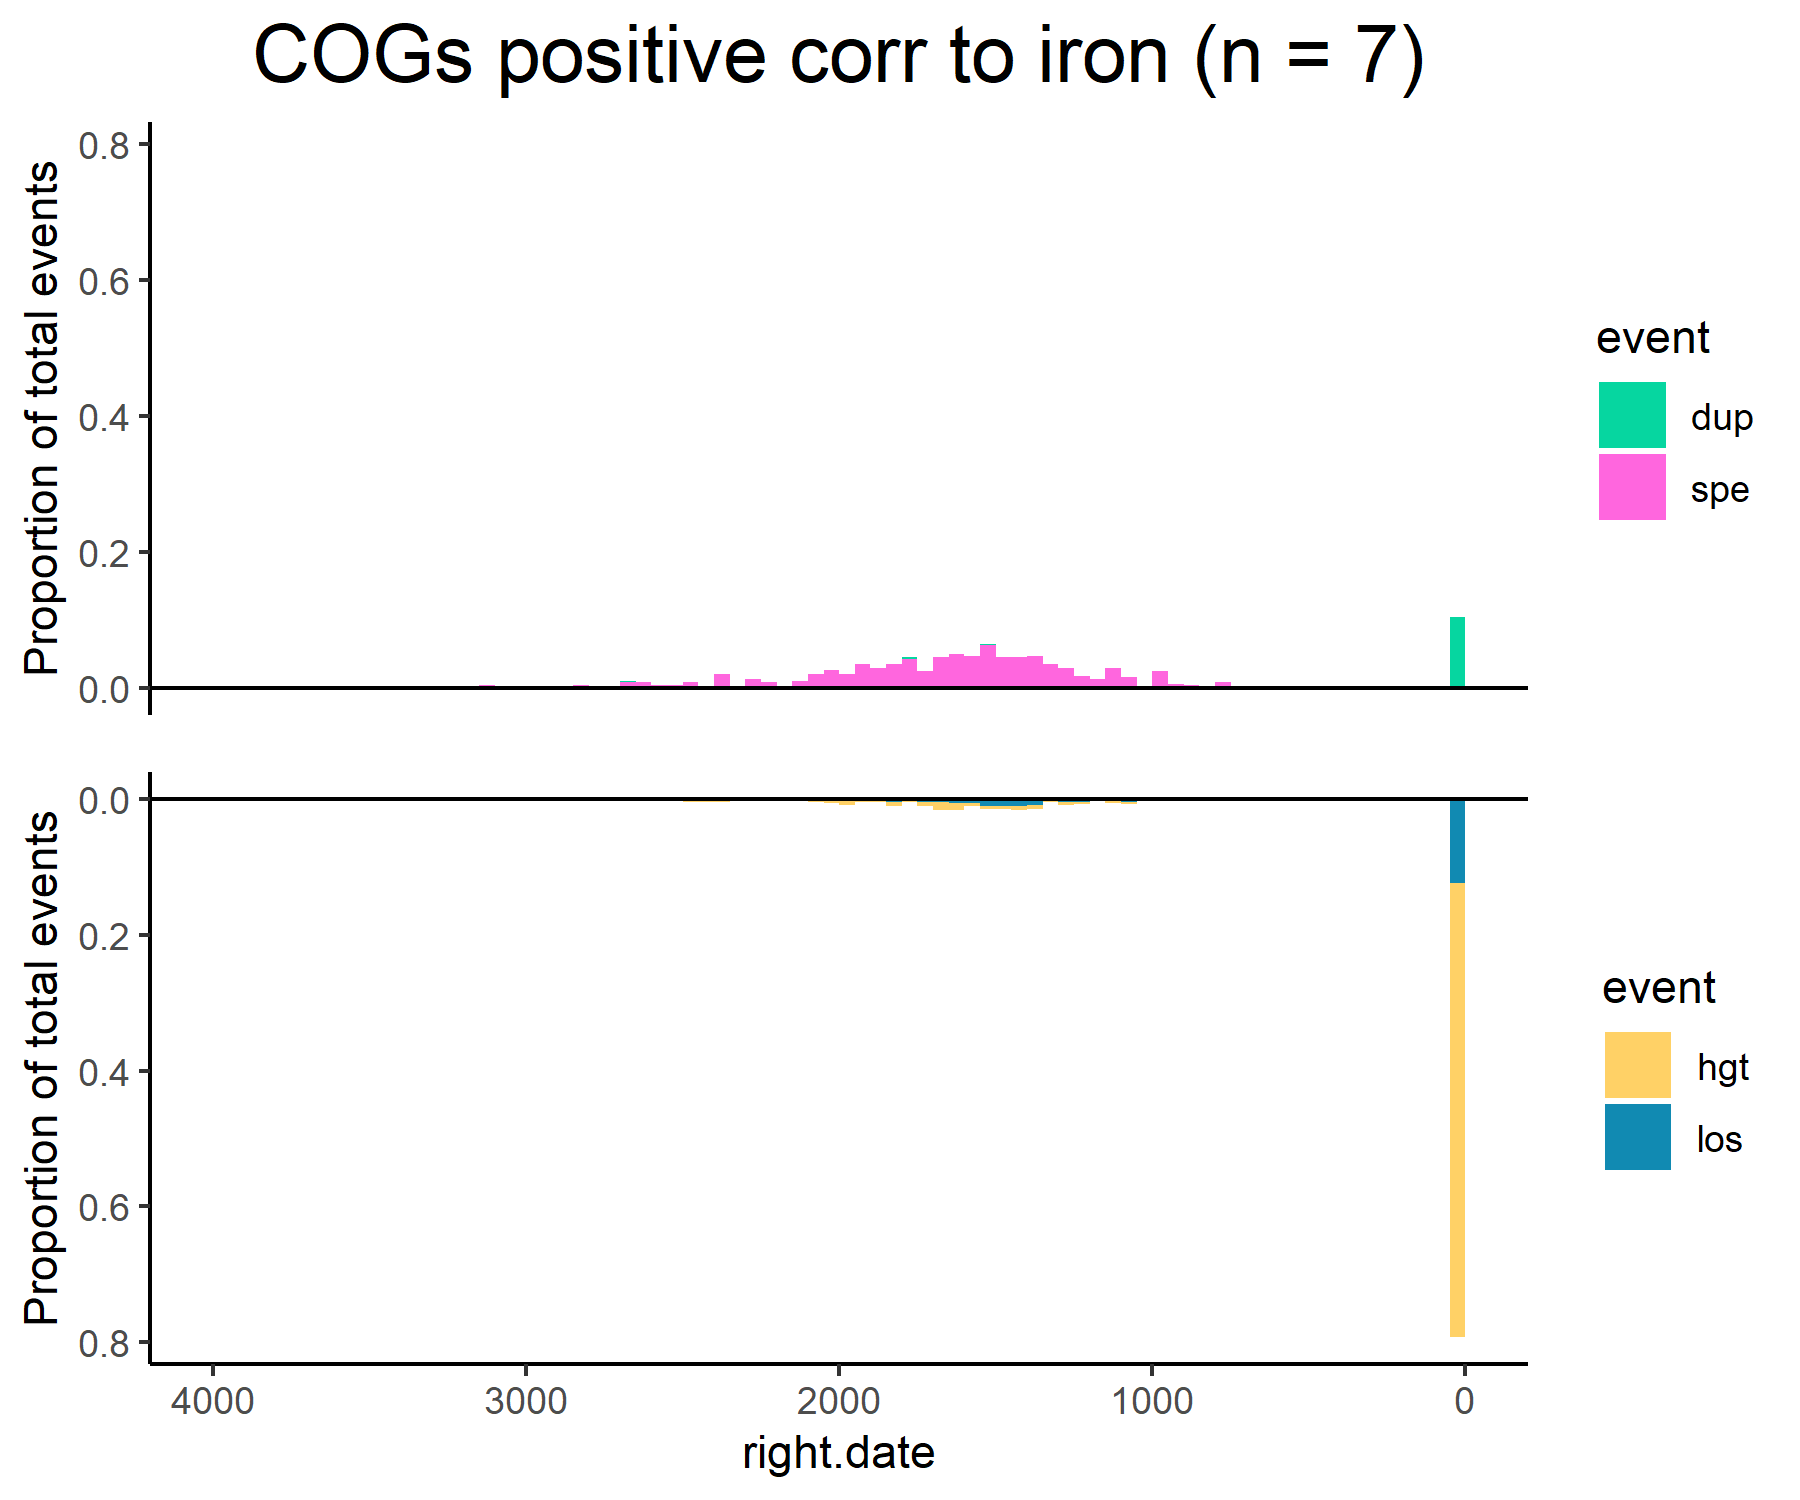 COGs positive corr to iron (n = 7)
Proportion of total events
0.8
0.6
0.4
0.2
0.0
event
dup
spe
Proportion of total events
0.0
0.2
0.4
0.6
0.8
event
hgt
los
4000 3000 2000 1000 0
right.date